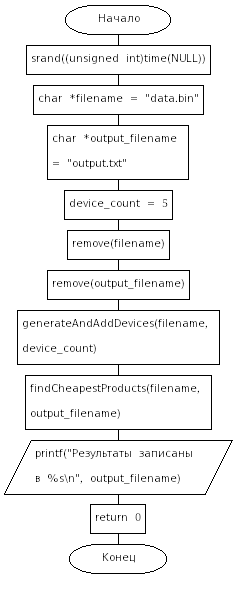 Начало
srand((unsigned int)time(NULL))
char *filename = "data.bin"
char *output_filename
= "output.txt"
device_count = 5
remove(filename)
remove(output_filename)
generateAndAddDevices(filename,
device_count)
findCheapestProducts(filename,
output_filename)
printf("Результаты записаны
в %s\n", output_filename)
return 0
Конец